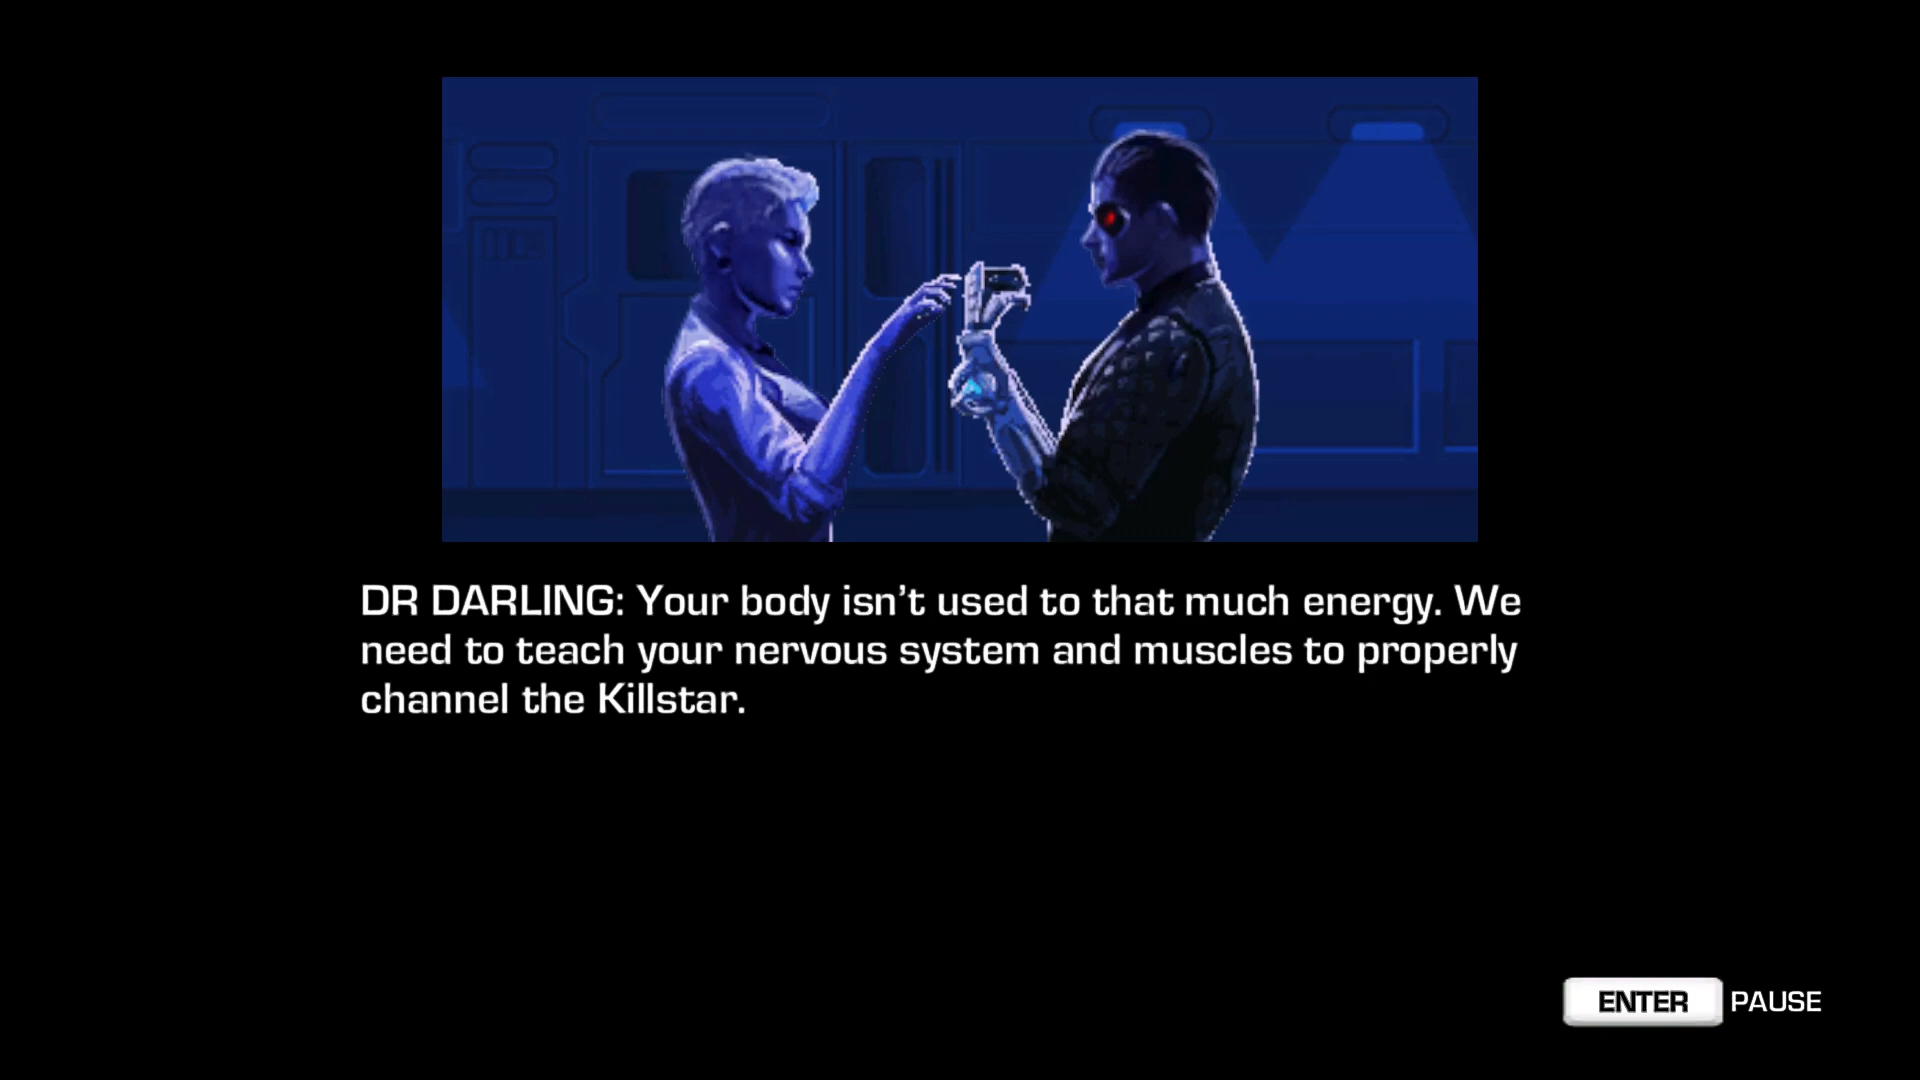 DR DARLING: Your body isn’t used to that much energy. We
need to teach your nervous system and muscles to properly
channel the Killstar.
ENTER PAUSE